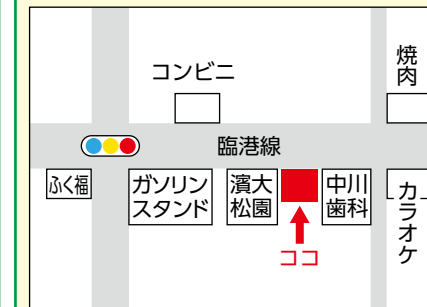 コンビニ
焼肉
臨港線
ふく福
ガソリン
スタンド
濱大
松園
中川
歯科
カラオケ
ココ